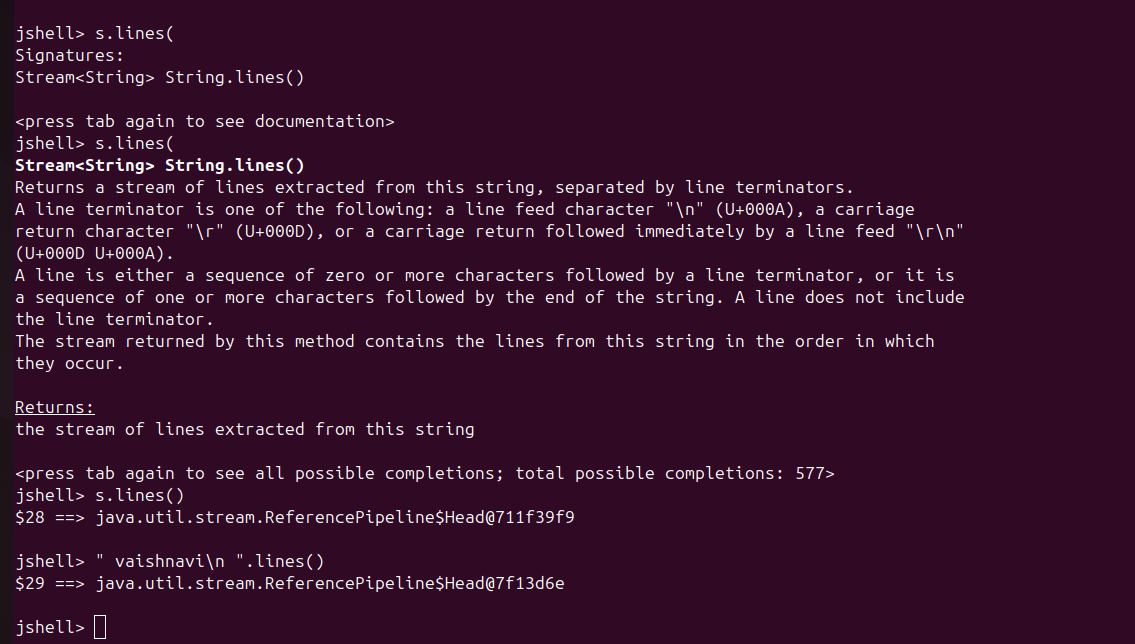 jshell> s.lines(
Signatures:
Stream<String> String.lines()
<press tab again to see documentation>
jshell> s.lines(
Stream<String> String.lines()
Returns a stream of lines extracted from this string, separated by line terminators.
A line terminator is one of the following: a line feed character "\n" (U+000A), a carriage
return character "\r" (U+000D), or a carriage return followed immediately by a line feed "\r\n"
(U+000D U+000A).
A line is either a sequence of zero or more characters followed by a line terminator, or it is
a sequence of one or more characters followed by the end of the string. A line does not include
the line terminator.
The stream returned by this method contains the lines from this string in the order in which
they occur.
Returns:
the stream of lines extracted from this string
<press tab again to see all possible completions; total possible completions: 577>
jshell> s.lines()
$28 ==> java.util.stream.ReferencePipeline$Head@711f39f9
jshell> " vaishnavi\n ".lines()
$29 ==> java.util.stream.ReferencePipeline$Head@7f13d6e
jshell>